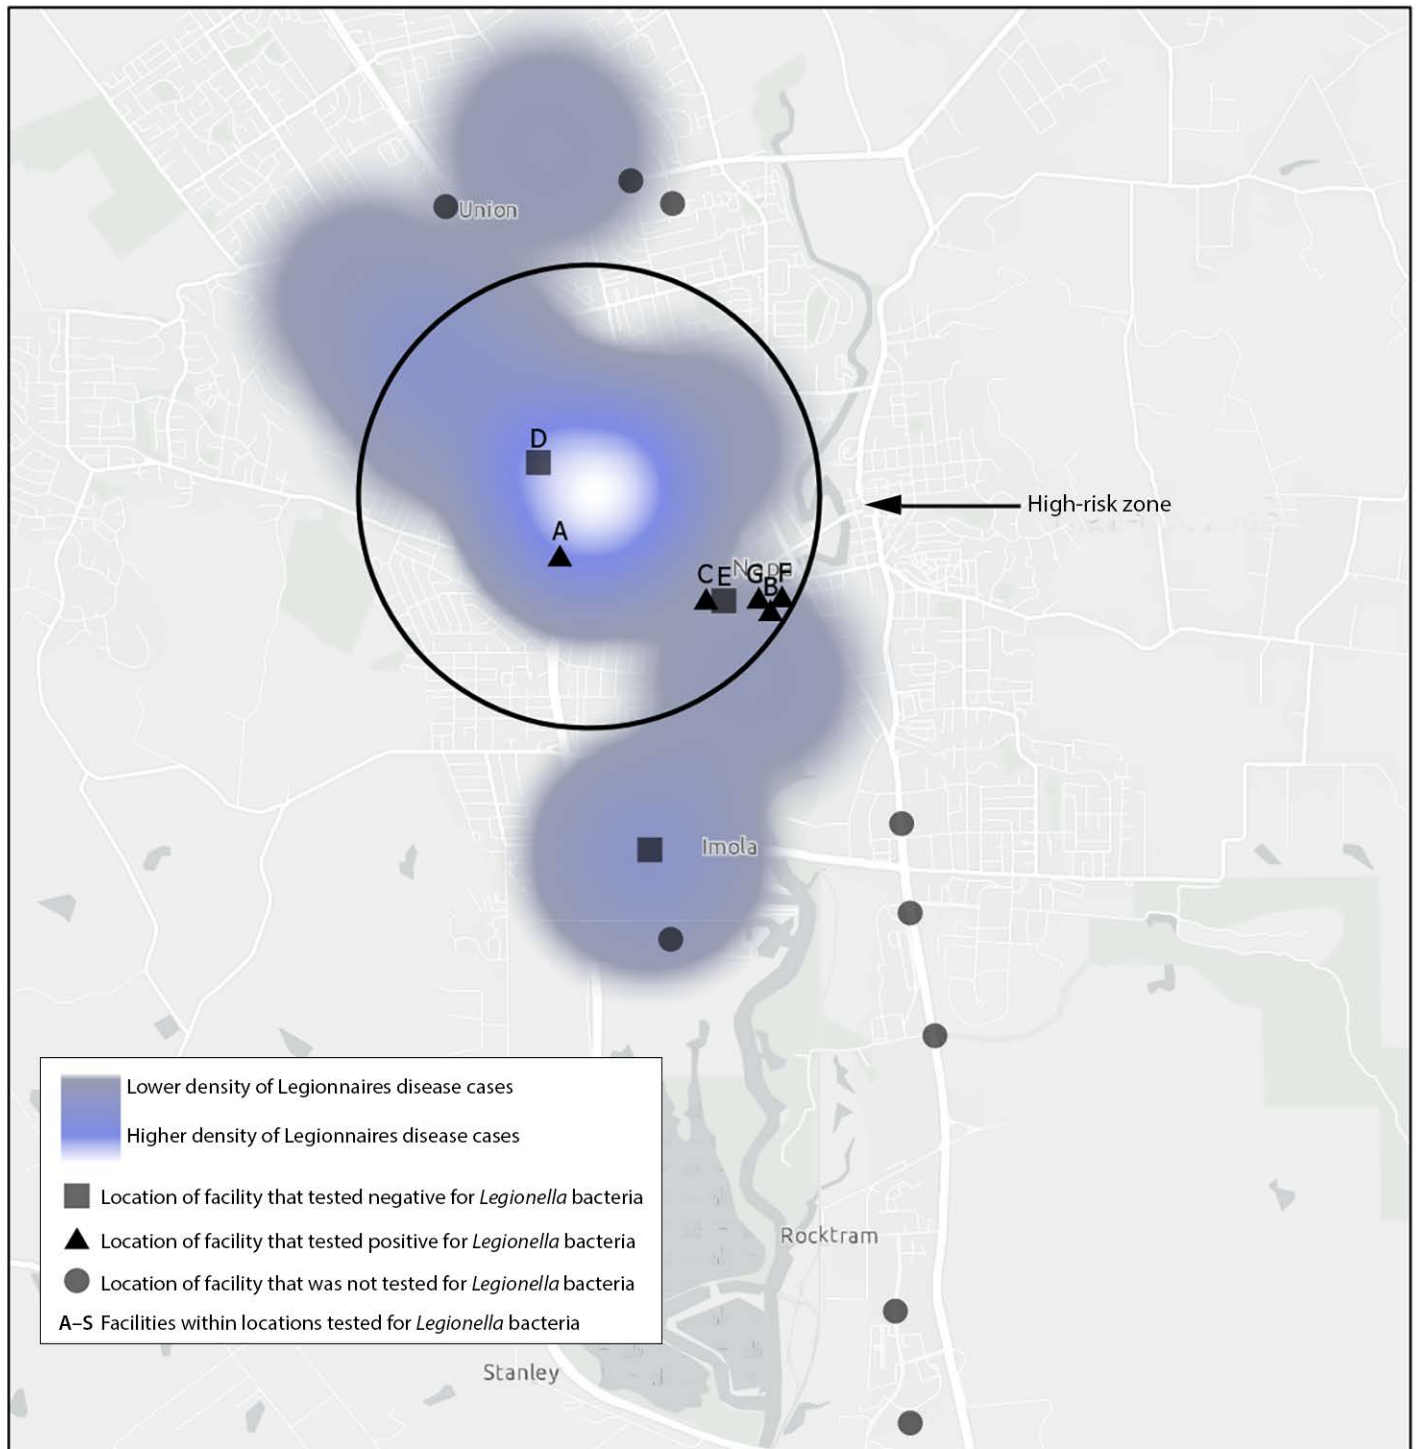 Union
D
High-risk zone
A
C
E
G
F
B
Imola
Lower density of Legionnaires disease cases
Higher density of Legionnaires disease cases
Location of facility that tested negative for Legionella bacteria
Location of facility that tested positive for Legionella bacteria
Location of facility that was not tested for Legionella bacteria
A–S Facilities within locations tested for Legionella bacteria
Rocktram
Stanley